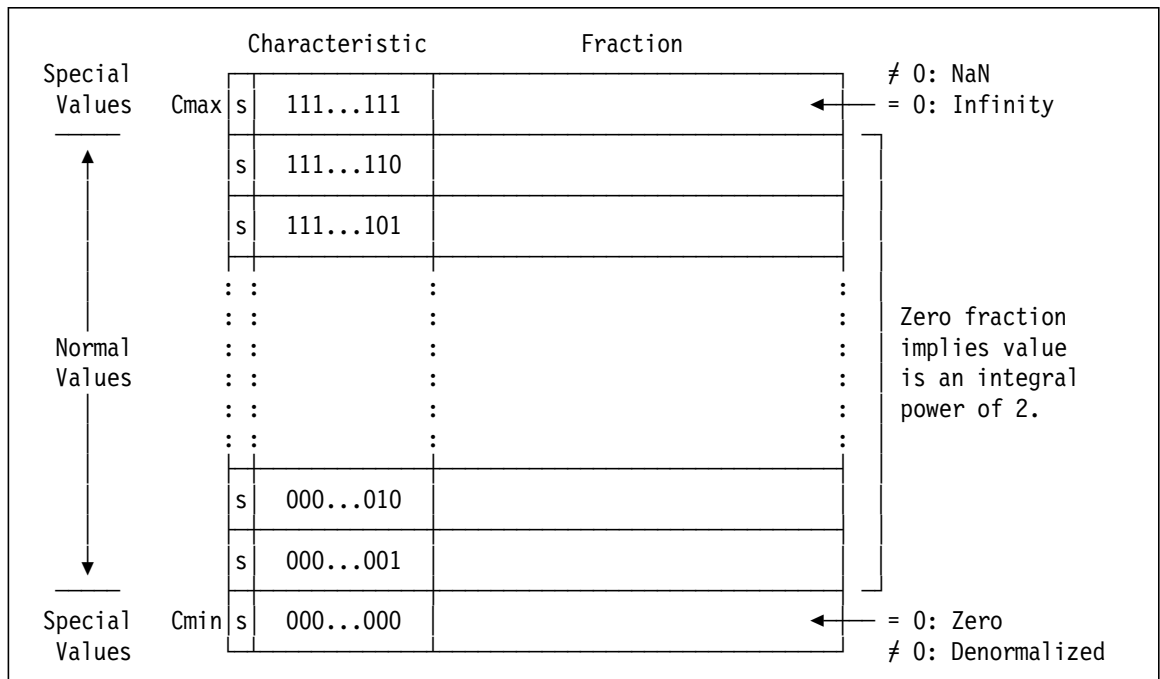 Characteristic Fraction
Special ≠ 0: NaN
Values Cmax s 111...111 = 0: Infinity
s 111...110
s 111...101
: : : :
: : : : Zero fraction
Normal : : : : implies value
Values : : : : is an integral
: : : : power of 2.
: : : :
s 000...010
s 000...001
Special Cmin s 000...000 = 0: Zero
Values ≠ 0: Denormalized